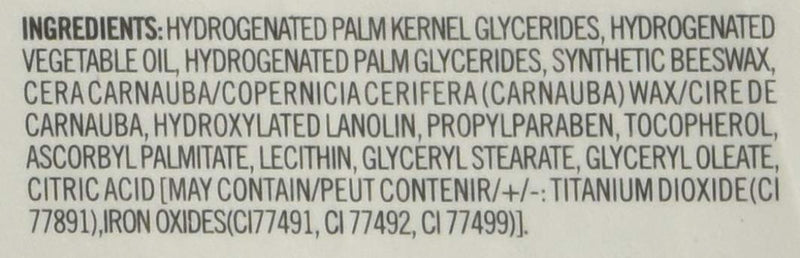 INGREDIENTS: HYDROGENATED PALM KERNEL GLYCERIDES, HYDROGENATED
VEGETABLE OIL, HYDROGENATED PALM GLYCERIDES, SYNTHETIC BEESWAX,
CERA CARNAUBA/COPERNICIA CERIFERA (CARNAUBA) WAX/CIRE DE
CARNAUBA, HYDROXYLATED LANOLIN, PROPYLPARABEN, TOCOPHEROL,
ASCORBYL PALMITATE, LECITHIN, GLYCERYL STEARATE, GLYCERYL OLEATE,
CITRIC ACID [MAY CONTAIN/PEUT CONTENIR/+/-: TITANIUM DIOXIDE (CI
77891), IRON OXIDES (CI 77491, CI 77492, CI 77499)].